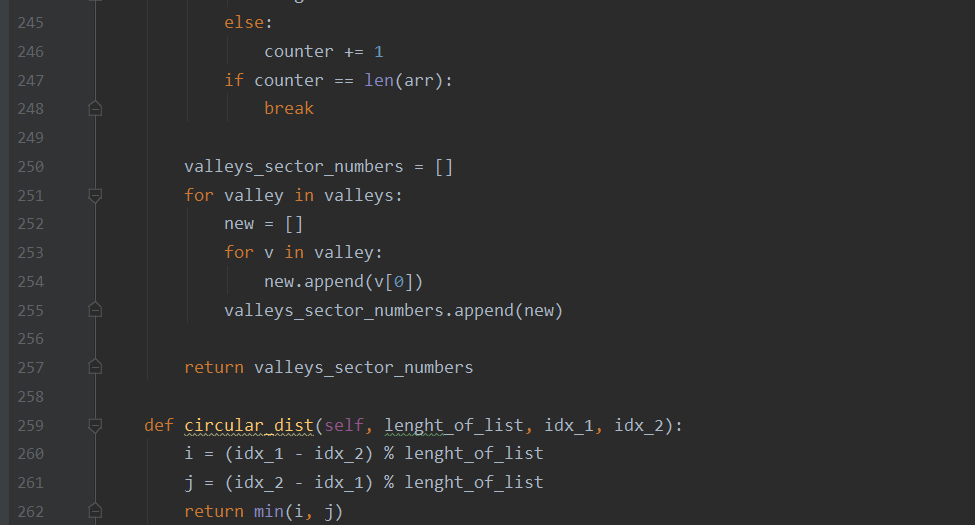 245 else:
246 counter += 1
247 if counter == len(arr):
248 break
249
250 valleys_sector_numbers = []
251 for valley in valleys:
252 new = []
253 for v in valley:
254 new.append(v[0])
255 valleys_sector_numbers.append(new)
256
257 return valleys_sector_numbers
258
259 def circular_dist(self, lenght_of_list, idx_1, idx_2):
260 i = (idx_1 - idx_2) % lenght_of_list
261 j = (idx_2 - idx_1) % lenght_of_list
262 return min(i, j)